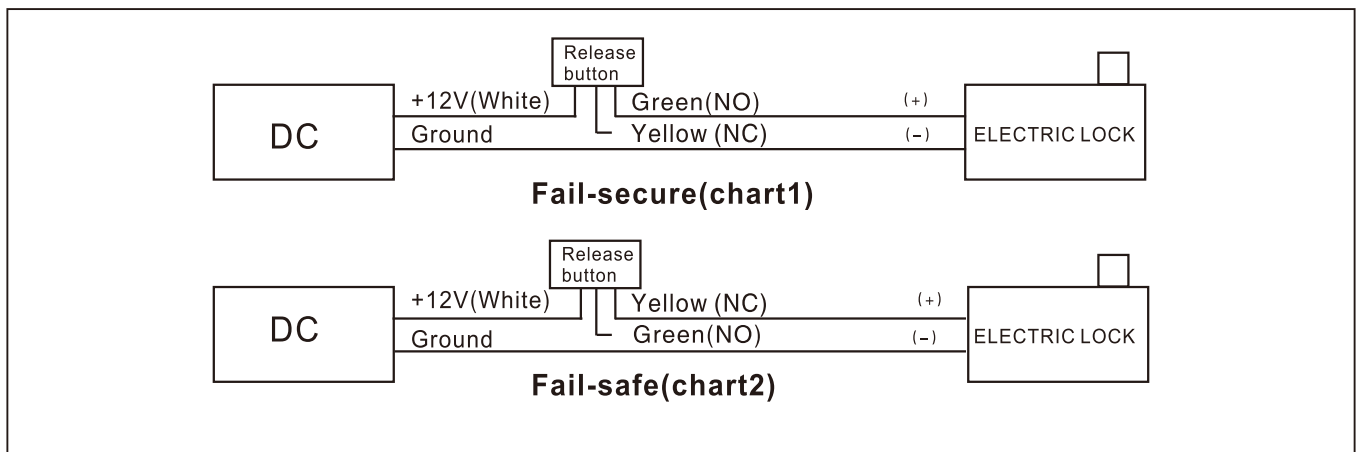 Release
button
+12V(White)
Green(NO)
(+)
DC
Ground
Yellow (NC)
(-)
ELECTRIC LOCK
Fail-secure(chart1)
Release
button
+12V(White)
Yellow (NC)
(+)
DC
Ground
Green(NO)
(-)
ELECTRIC LOCK
Fail-safe(chart2)